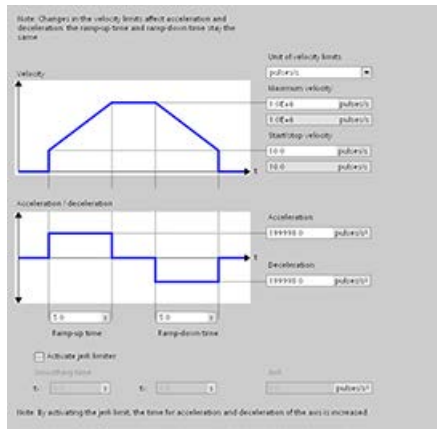 Note: Changes in the velocity limits affect acceleration and
deceleration: the ramp-up time and ramp-down time stay the
same
Unit of velocity limits
Velocity
pulses/s
Maximum velocity
1.0E+6 pulses/s
1.0E+6 pulses/s
Start/stop velocity
10.0 pulses/s
10.0 pulses/s
t
Acceleration / deceleration
Acceleration
199998.0 pulses/s²
t
Deceleration
199998.0 pulses/s²
5.0 s 5.0 s
Ramp-up time Ramp-down time
Activate jerk limiter
Smoothing time Jerk
s s pulses/s³
Note: By activating the jerk limit, the time for acceleration and deceleration of the axis is increased.